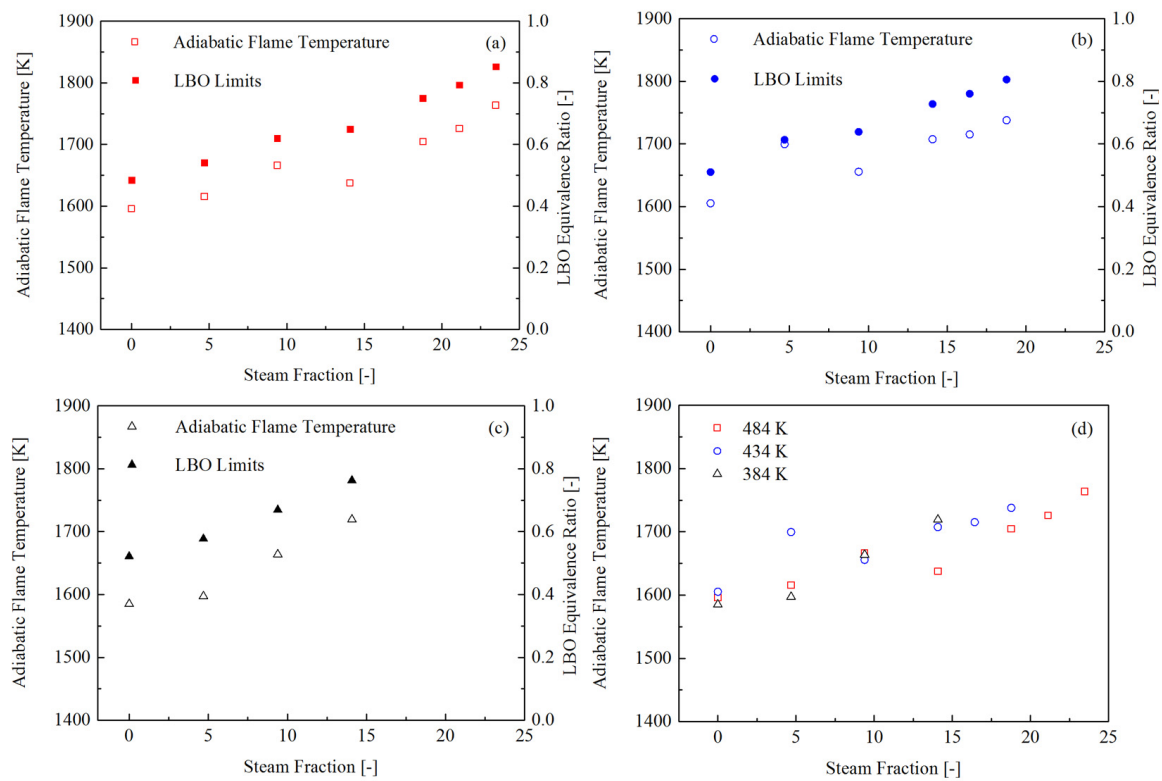 Adiabatic Flame Temperature [K]
1900
1800
1700
1600
1500
1400
Adiabatic Flame Temperature
(a)
LBO Limits
1.0
0.8
0.6
0.4
0.2
0.0
LBO Equivalence Ratio [-]
0 5 10 15 20 25
Steam Fraction [-]
Adiabatic Flame Temperature [K]
1900
1800
1700
1600
1500
1400
Adiabatic Flame Temperature
(b)
LBO Limits
1.0
0.8
0.6
0.4
0.2
0.0
LBO Equivalence Ratio [-]
0 5 10 15 20 25
Steam Fraction [-]
Adiabatic Flame Temperature [K]
1900
1800
1700
1600
1500
1400
Adiabatic Flame Temperature
(c)
LBO Limits
1.0
0.8
0.6
0.4
0.2
0.0
LBO Equivalence Ratio [-]
0 5 10 15 20 25
Steam Fraction [-]
Adiabatic Flame Temperature [K]
1900
1800
1700
1600
1500
1400
484 K
(d)
434 K
384 K
0 5 10 15 20 25
Steam Fraction [-]